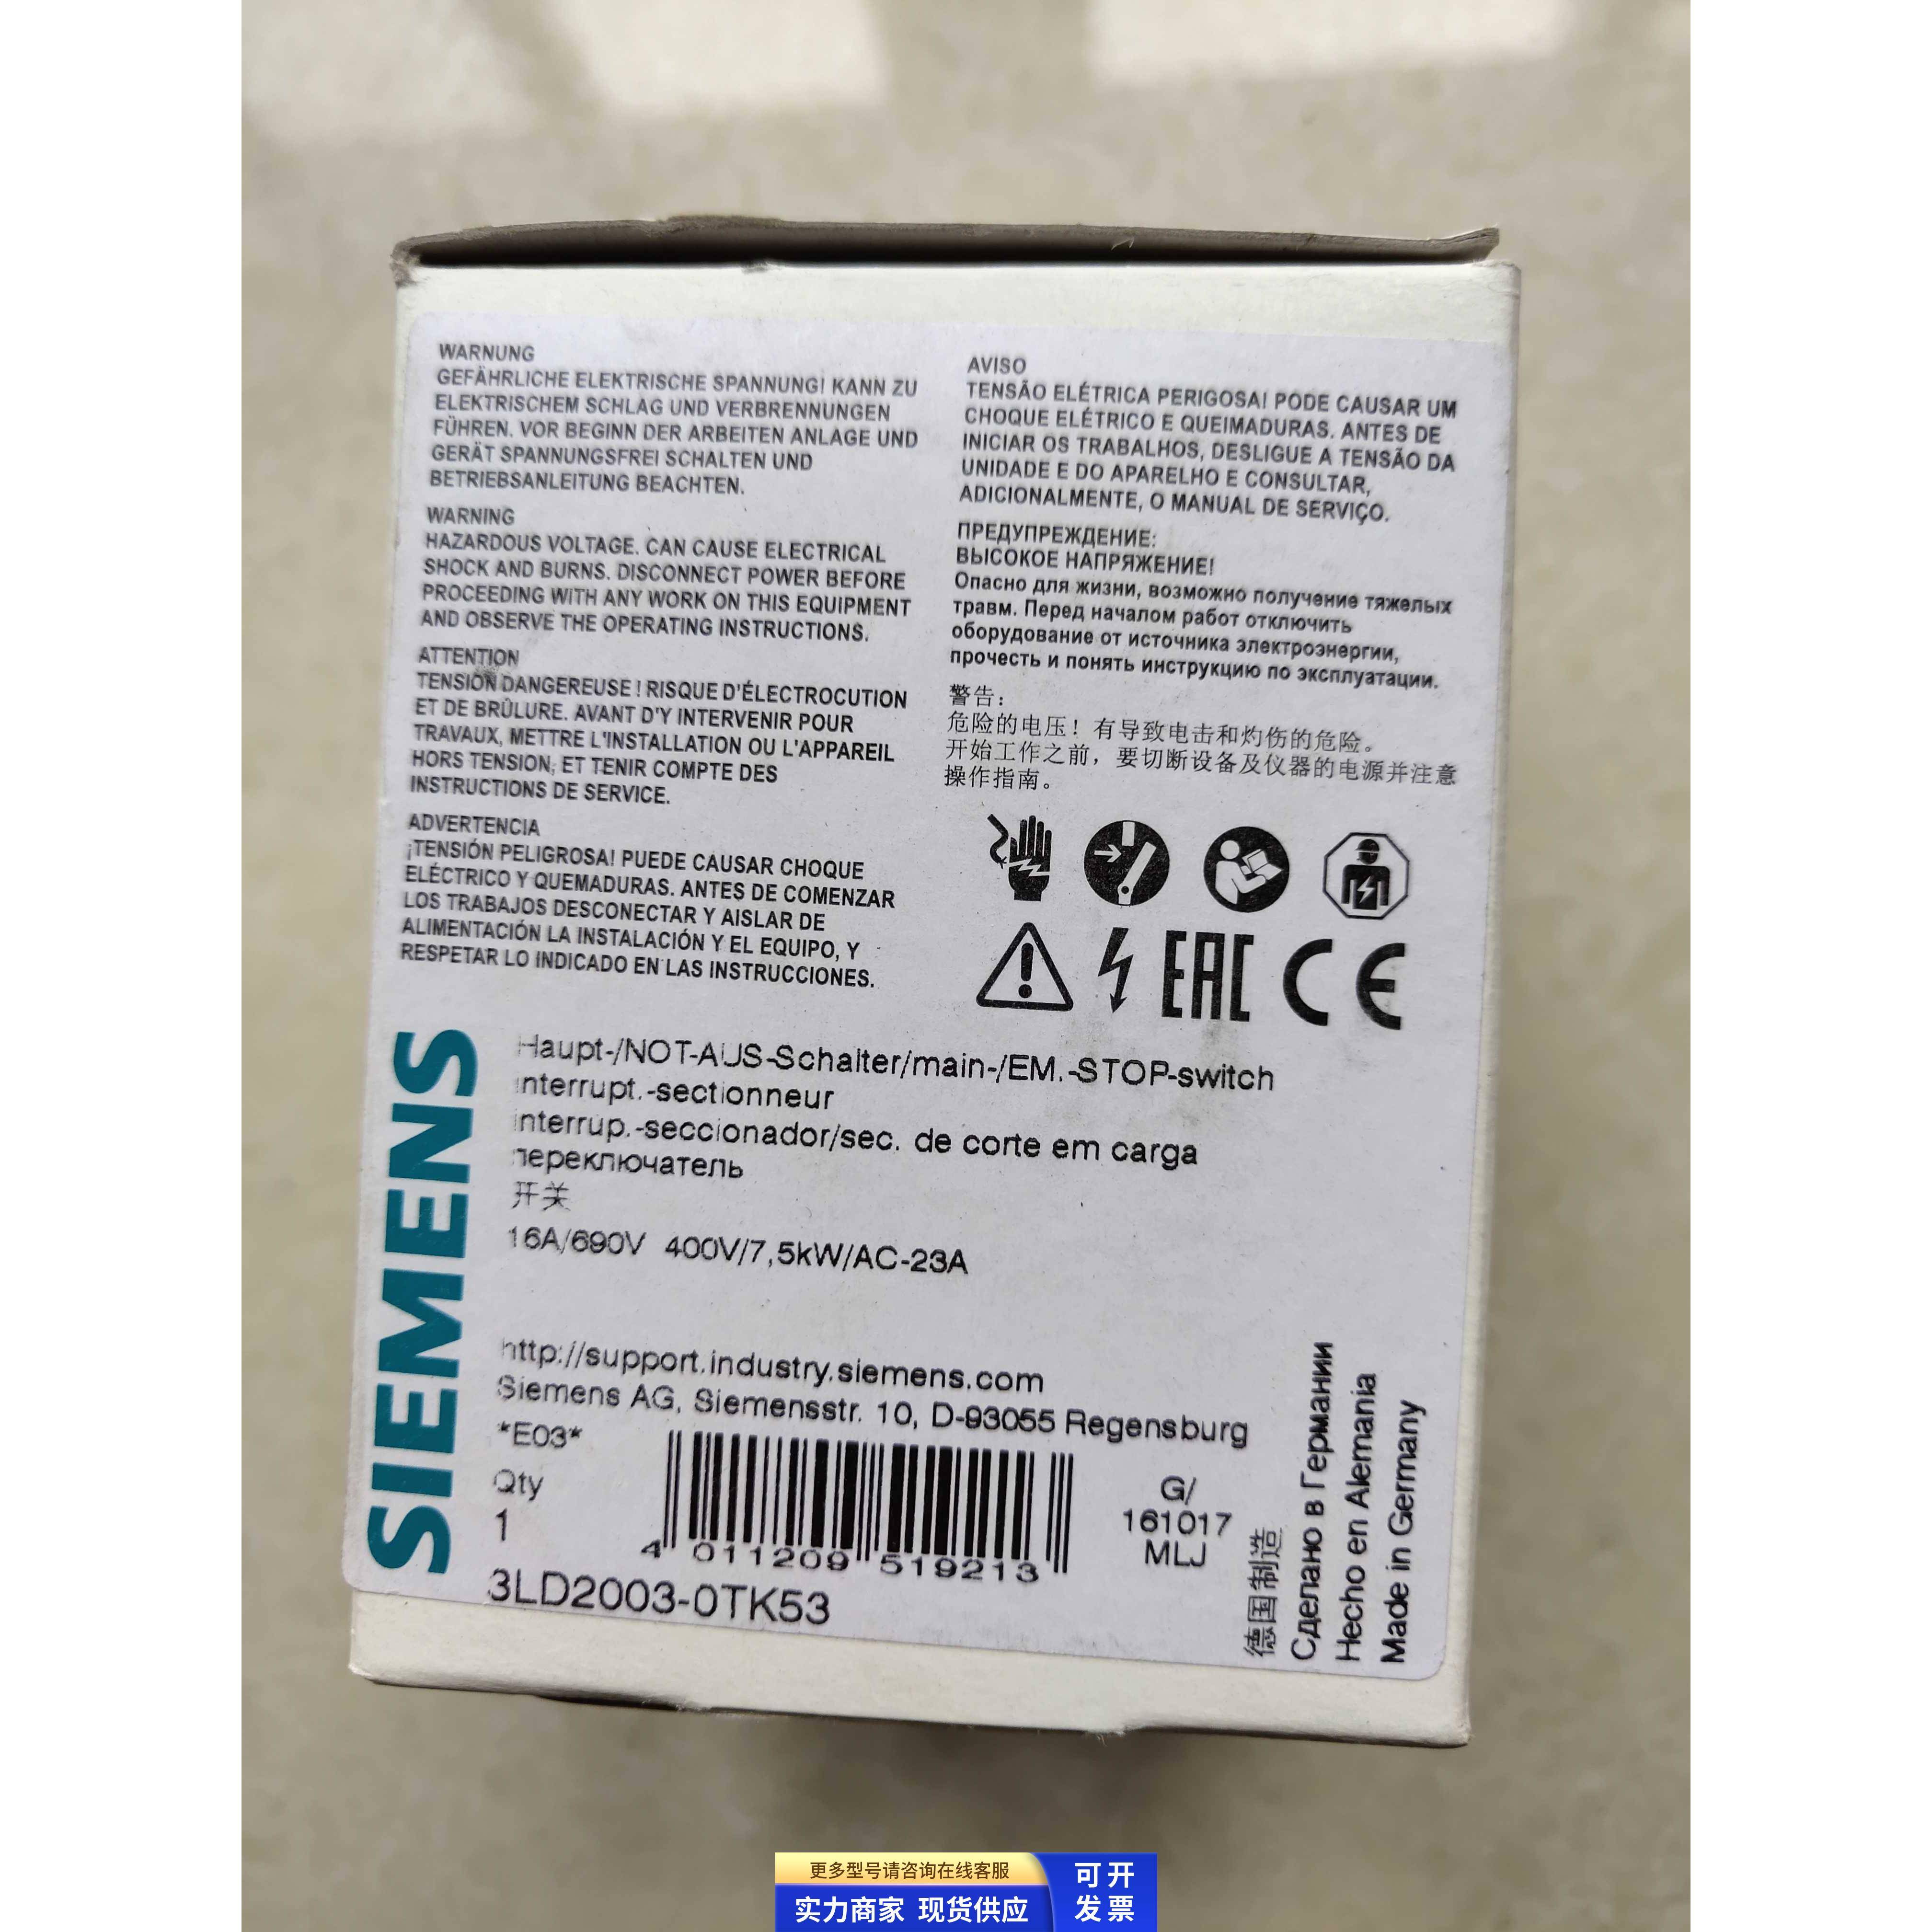 WARNUNG
GEFÄHRLICHE ELEKTRISCHE SPANNUNG! KANN ZU
ELEKTRISCHEM SCHLAG UND VERBRENNUNGEN
FÜHREN. VOR BEGINN DER ARBEITEN ANLAGE UND
GERÄT SPANNUNGSFREI SCHALTEN UND
BETRIEBSANLEITUNG BEACHTEN.
WARNING
HAZARDOUS VOLTAGE. CAN CAUSE ELECTRICAL
SHOCK AND BURNS. DISCONNECT POWER BEFORE
PROCEEDING WITH ANY WORK ON THIS EQUIPMENT
AND OBSERVE THE OPERATING INSTRUCTIONS.
ATTENTION
TENSION DANGEREUSE ! RISQUE D'ÉLECTROCUTION
ET DE BRÛLURE. AVANT D'Y INTERVENIR POUR
TRAVAUX, METTRE L'INSTALLATION OU L'APPAREIL
HORS TENSION, ET TENIR COMPTE DES
INSTRUCTIONS DE SERVICE.
ADVERTENCIA
¡TENSIÓN PELIGROSA! PUEDE CAUSAR CHOQUE
ELÉCTRICO Y QUEMADURAS. ANTES DE COMENZAR
LOS TRABAJOS DESCONECTAR Y AISLAR DE
ALIMENTACIÓN LA INSTALACIÓN Y EL EQUIPO, Y
RESPETAR LO INDICADO EN LAS INSTRUCCIONES.
AVISO
TENSÃO ELÉTRICA PERIGOSA! PODE CAUSAR UM
CHOQUE ELÉTRICO E QUEIMADURAS. ANTES DE
INICIAR OS TRABALHOS, DESLIGUE A TENSÃO DA
UNIDADE E DO APARELHO E CONSULTAR,
ADICIONALMENTE, O MANUAL DE SERVIÇO.
ПРЕДУПРЕЖДЕНИЕ:
ВЫСОКОЕ НАПРЯЖЕНИЕ!
Опасно для жизни, возможно получение тяжелых
травм. Перед началом работ отключить
оборудование от источника электроэнергии,
прочесть и понять инструкцию по эксплуатации.
警告：
危险的电压！有导致电击和灼伤的危险。
开始工作之前，要切断设备及仪器的电源并注意
操作指南。
EAC CE
SIEMENS
Haupt-/NOT-AUS-Schalter/main-/EM.-STOP-switch
interrupt.-sectionneur
interrup.-seccionador/sec. de corte em carga
переключатель
开关
16A/690V 400V/7,5kW/AC-23A
http://support.industry.siemens.com
Siemens AG, Siemensstr. 10, D-93055 Regensburg
*E03*
Qty
1
4 011209 519213
G/
161017
MLJ
3LD2003-0TK53
德国制造
Сделано в Германии
Hecho en Alemania
Made in Germany
更多型号请咨询在线客服
实力商家 现货供应
可开
发票